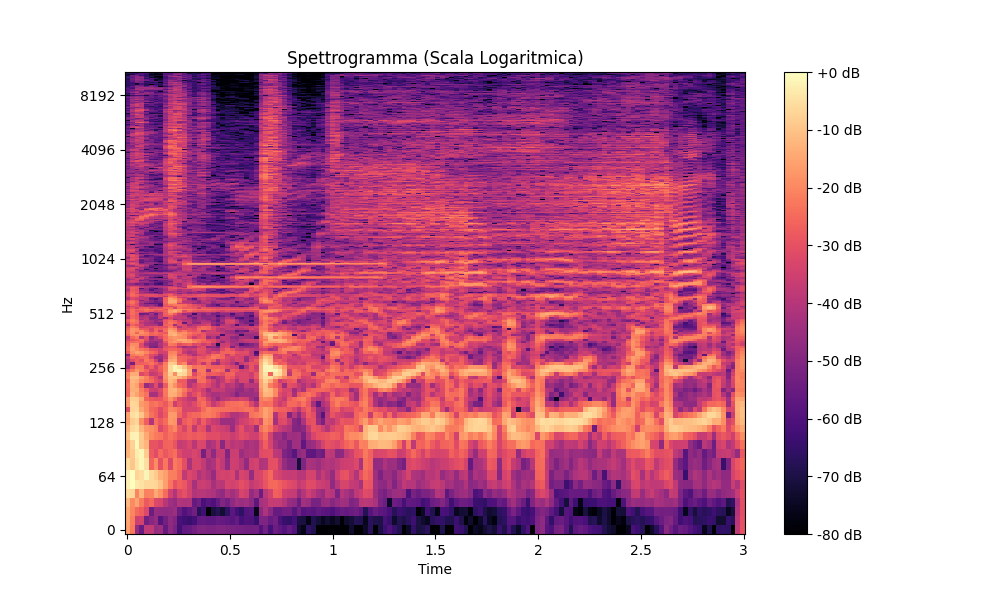 Spettrogramma (Scala Logaritmica)
Hz
8192
4096
2048
1024
512
256
128
64
0
0
0.5
1
1.5
2
2.5
3
Time
+0 dB
-10 dB
-20 dB
-30 dB
-40 dB
-50 dB
-60 dB
-70 dB
-80 dB